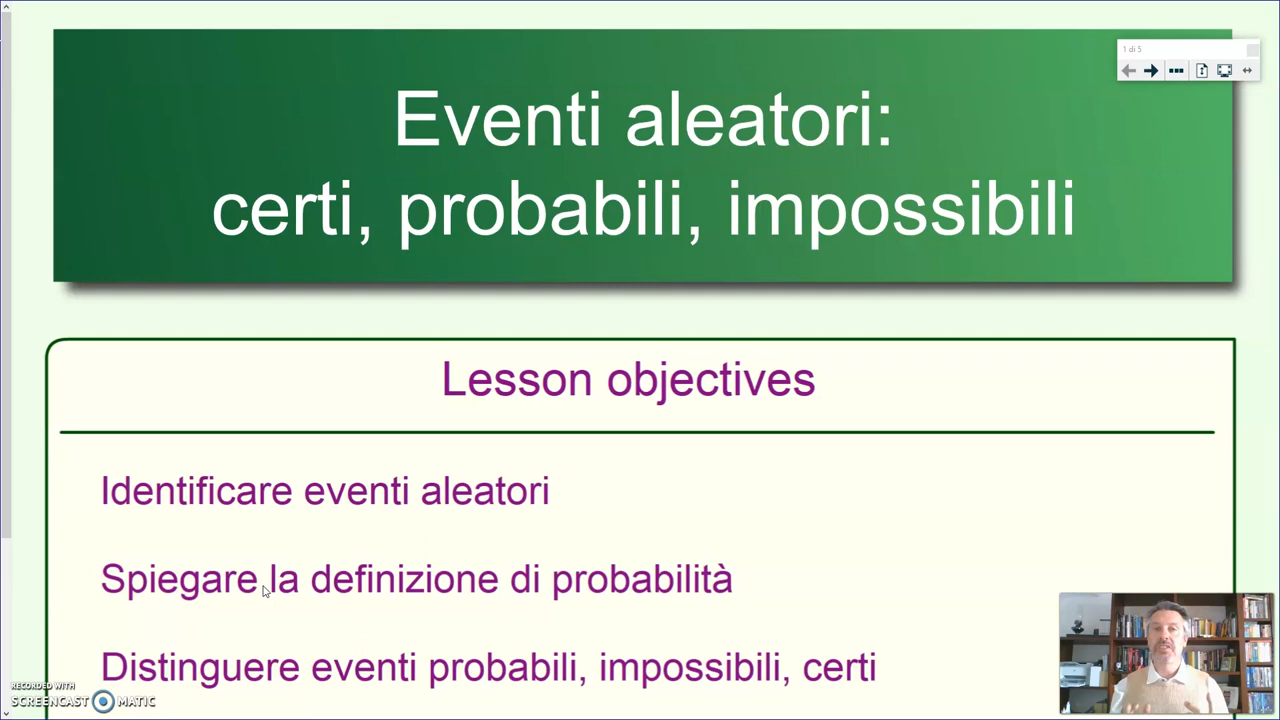 1 di 5
Eventi aleatori:
certi, probabili, impossibili
Lesson objectives
Identificare eventi aleatori
Spiegare la definizione di probabilità
Distinguere eventi probabili, impossibili, certi
RECORDED WITH
SCREENCAST MATIC